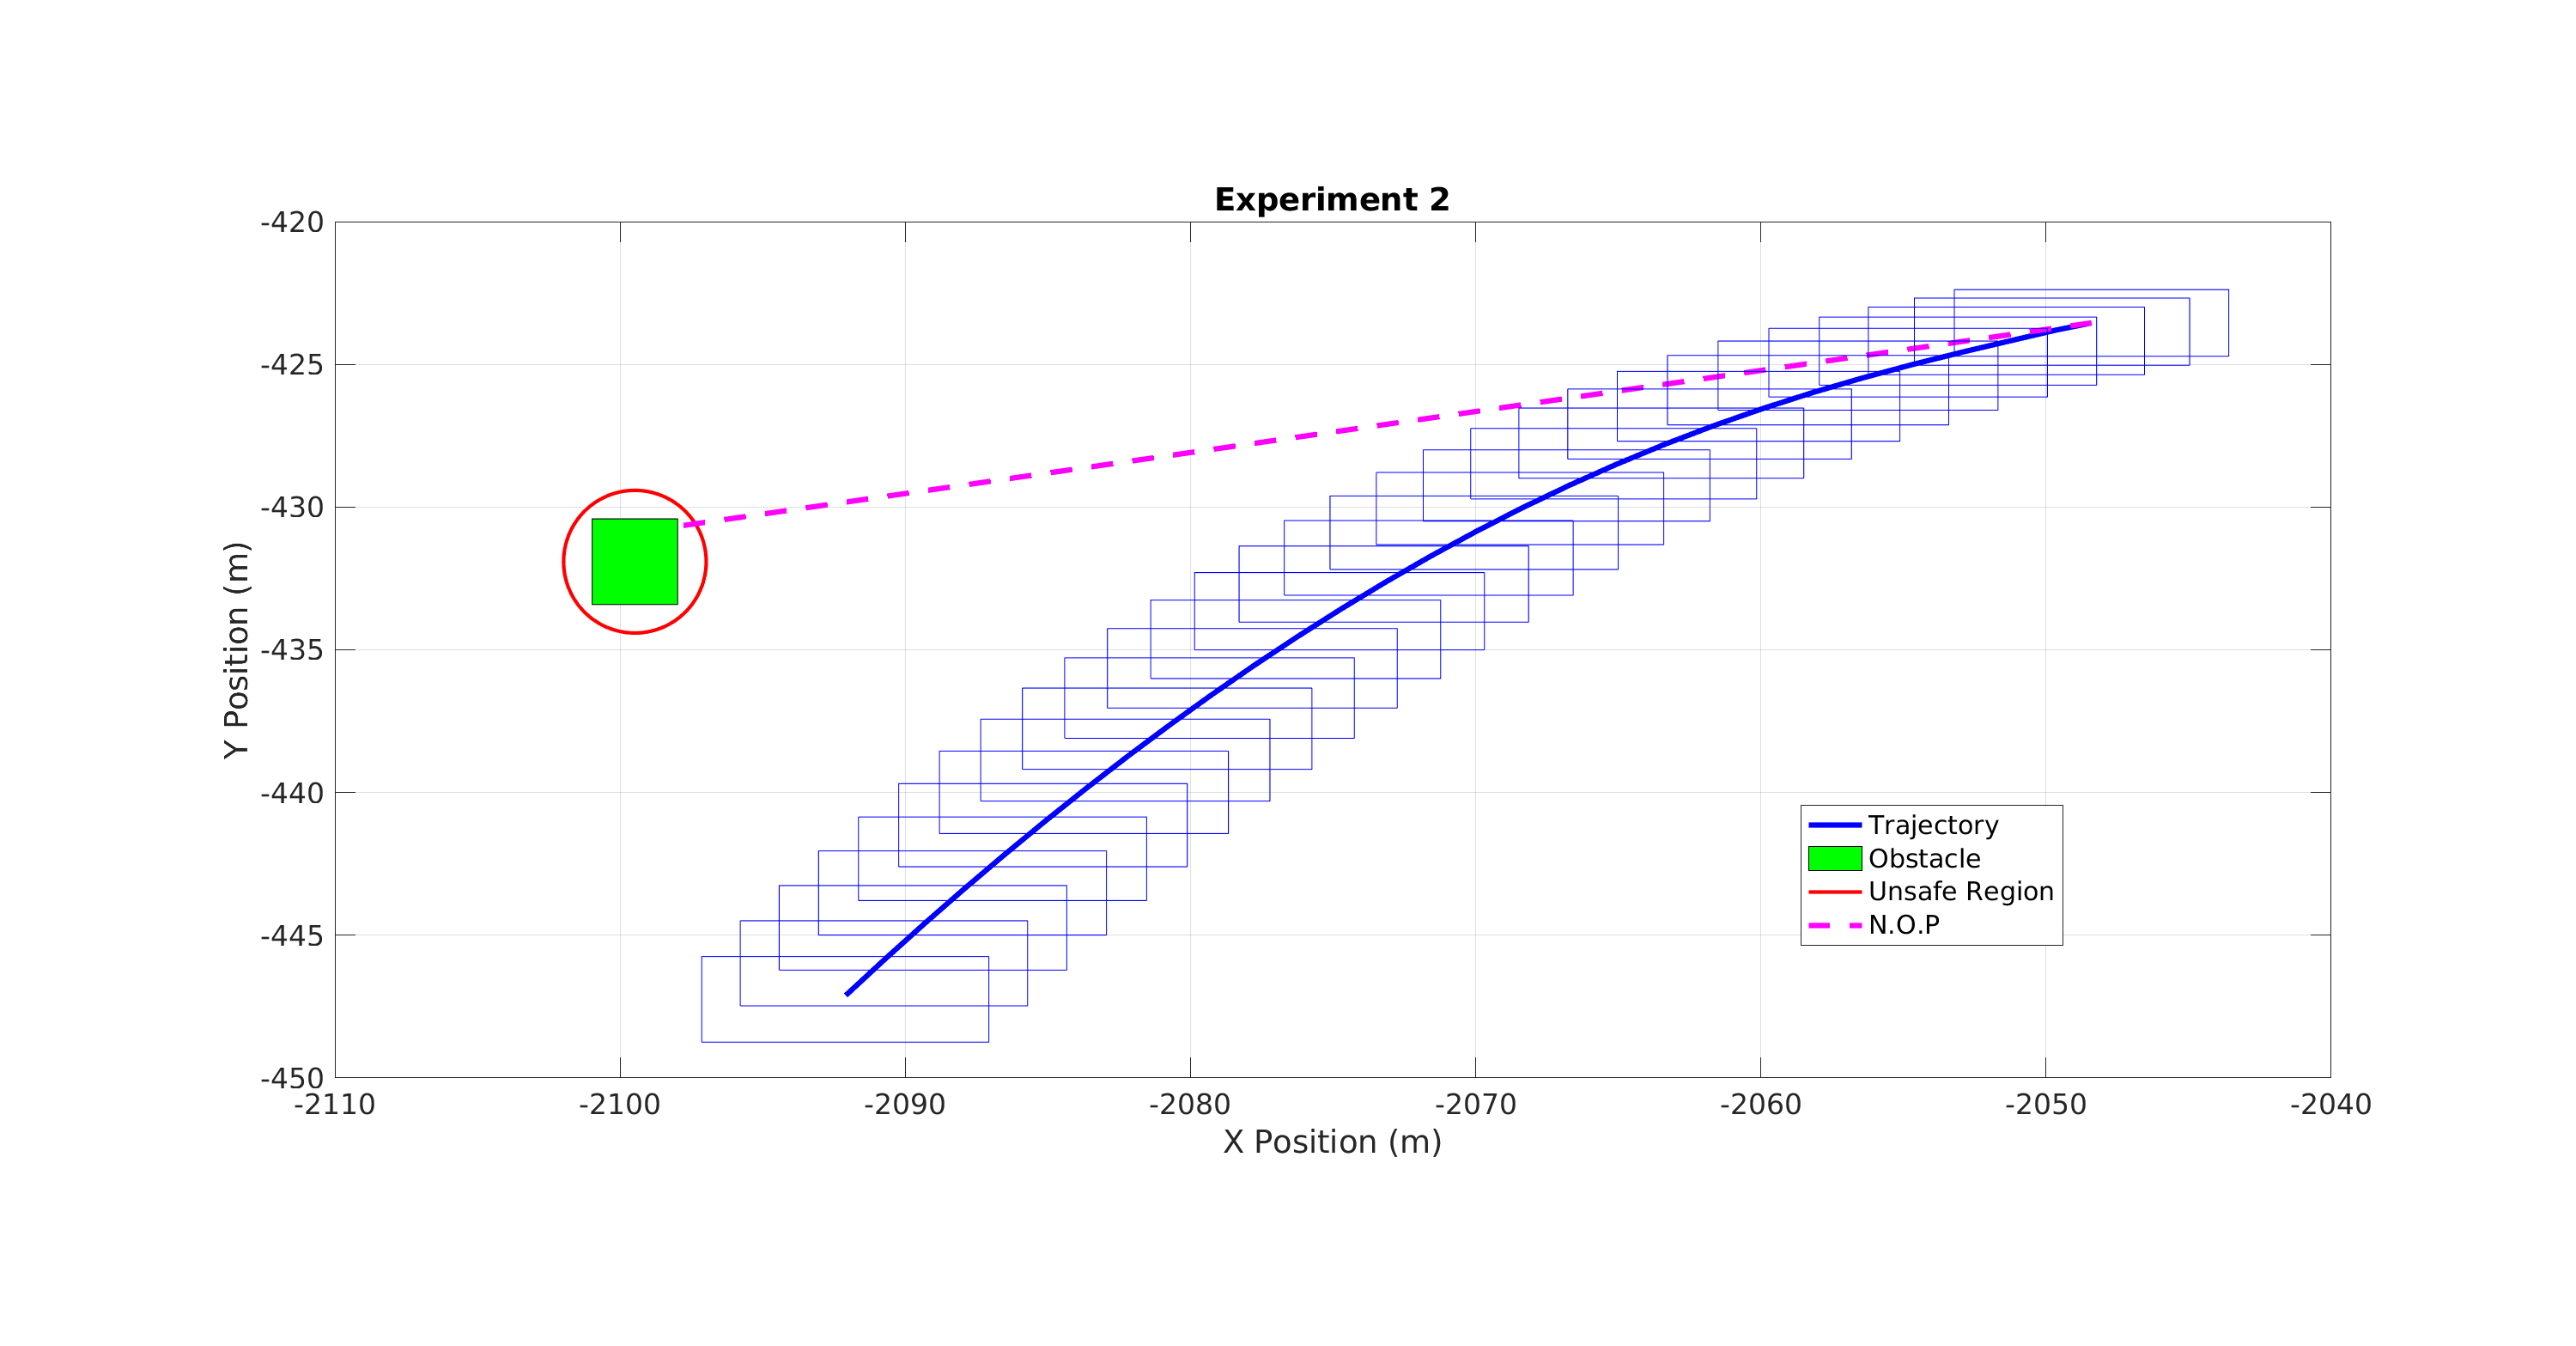 Experiment 2
-420
-425
-430
-435
-440
-445
-450
Y Position (m)
-2110
-2100
-2090
-2080
-2070
-2060
-2050
-2040
X Position (m)
Trajectory
Obstacle
Unsafe Region
N.O.P